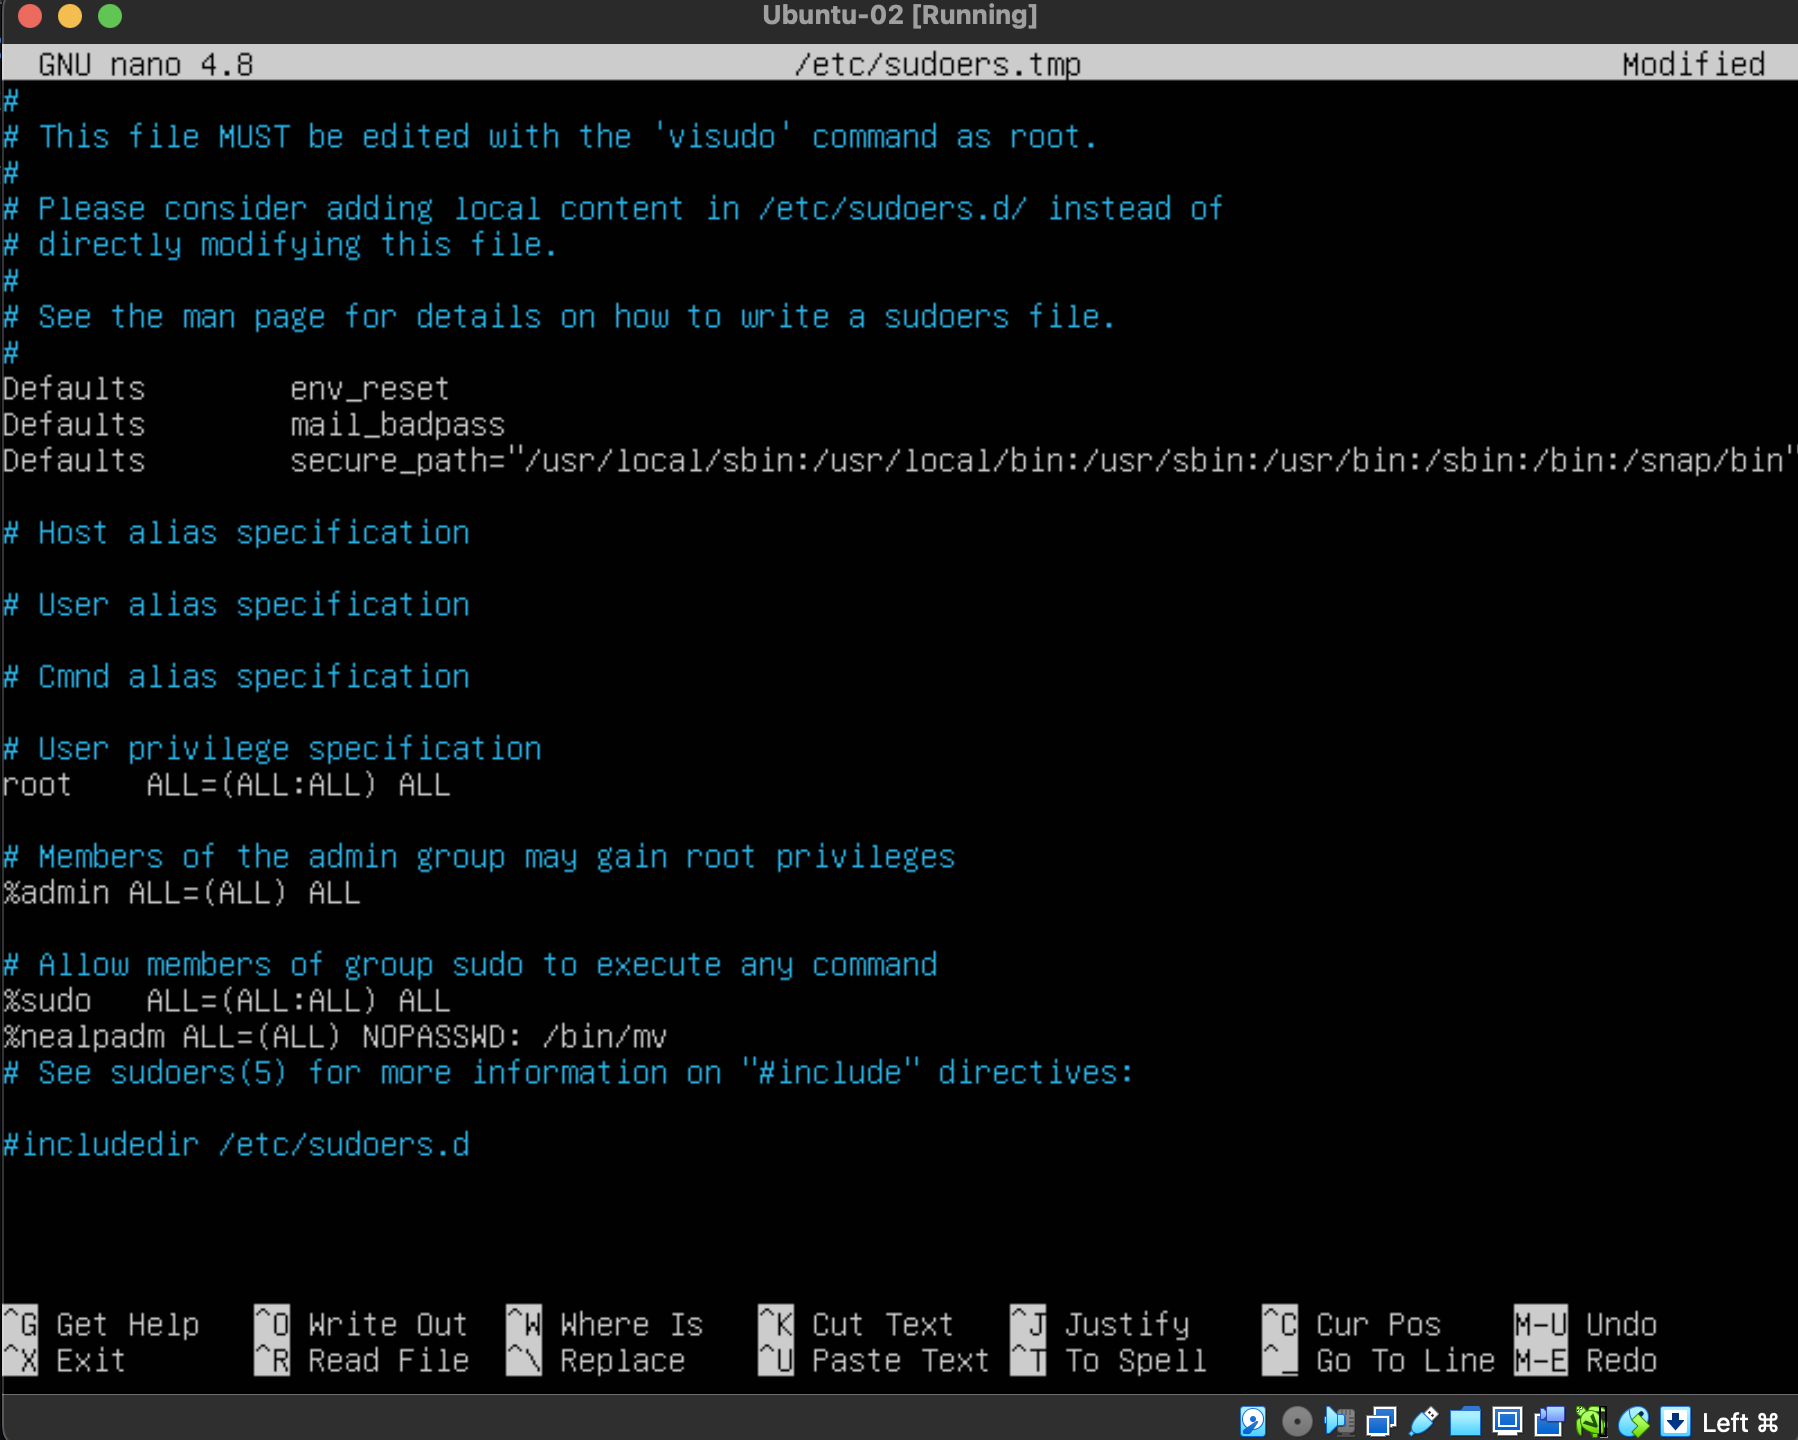 Ubuntu-02 [Running]
GNU nano 4.8 /etc/sudoers.tmp Modified
#
# This file MUST be edited with the 'visudo' command as root.
#
# Please consider adding local content in /etc/sudoers.d/ instead of
# directly modifying this file.
#
# See the man page for details on how to write a sudoers file.
#
Defaults env_reset
Defaults mail_badpass
Defaults secure_path="/usr/local/sbin:/usr/local/bin:/usr/sbin:/usr/bin:/sbin:/bin:/snap/bin"
# Host alias specification
# User alias specification
# Cmnd alias specification
# User privilege specification
root ALL=(ALL:ALL) ALL
# Members of the admin group may gain root privileges
%admin ALL=(ALL) ALL
# Allow members of group sudo to execute any command
%sudo ALL=(ALL:ALL) ALL
%nealpadm ALL=(ALL) NOPASSWD: /bin/mv
# See sudoers(5) for more information on "#include" directives:
#includedir /etc/sudoers.d
^G Get Help ^O Write Out ^W Where Is ^K Cut Text ^J Justify ^C Cur Pos M-U Undo
^X Exit ^R Read File ^\ Replace ^U Paste Text ^T To Spell ^_ Go To Line M-E Redo
Left ⌘